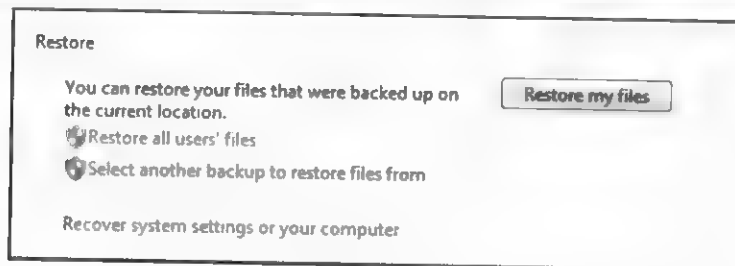 Restore
You can restore your files that were backed up on
the current location.
Restore my files
Restore all users' files
Select another backup to restore files from
Recover system settings or your computer